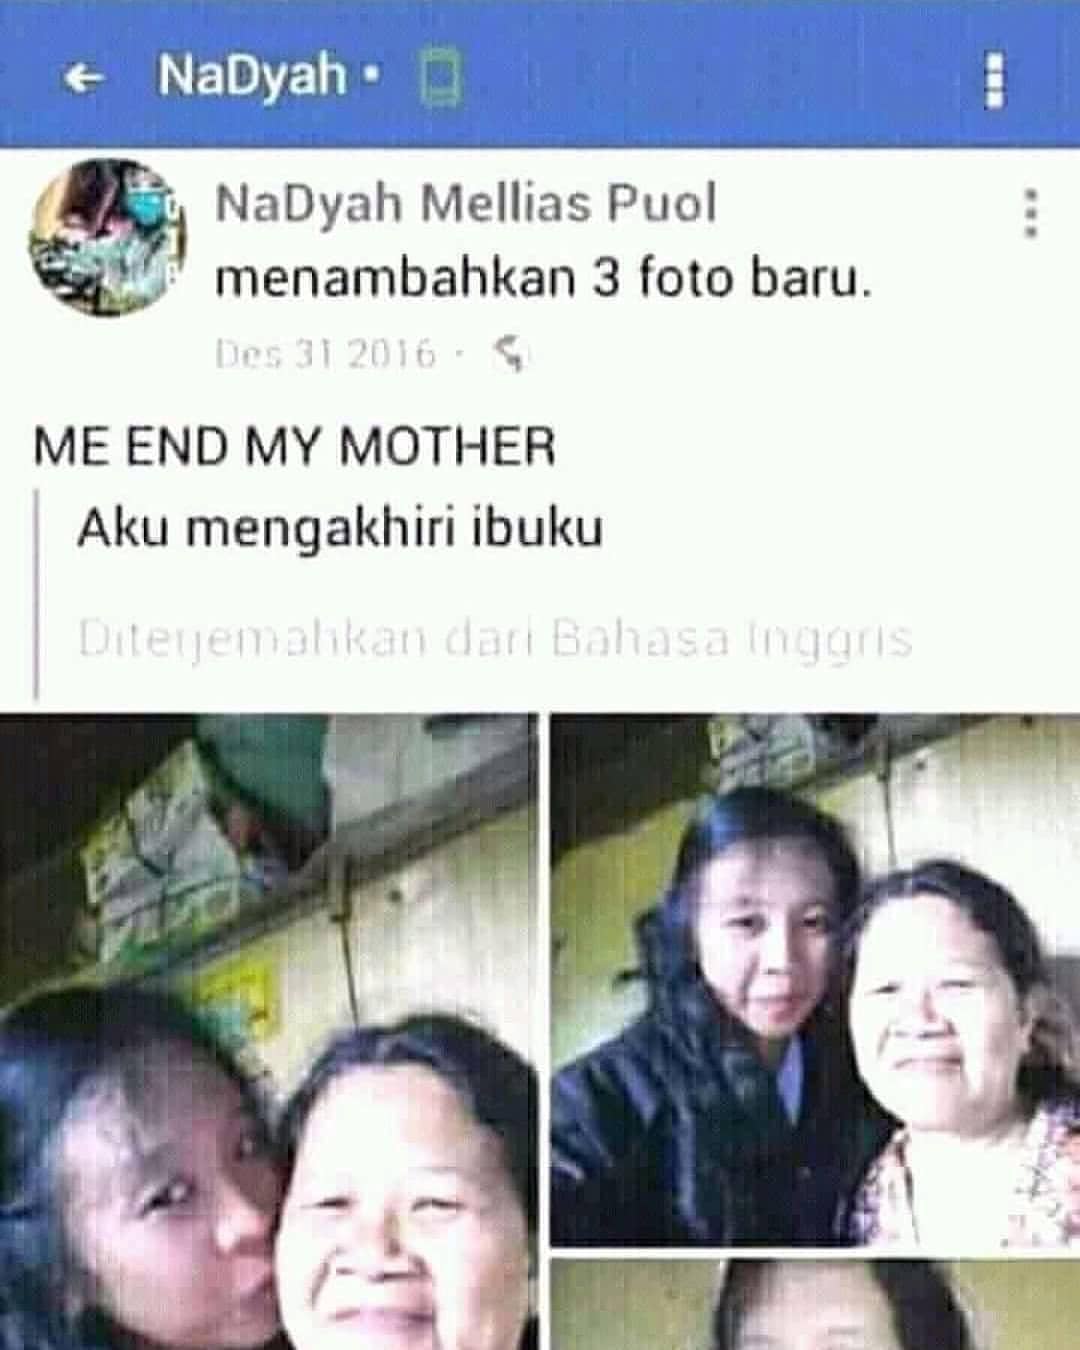 NaDyah •
NaDyah Mellias Puol
menambahkan 3 foto baru.
Des 31 2016 ·
ME END MY MOTHER
Aku mengakhiri ibuku
Diterjemahkan dari Bahasa Inggris